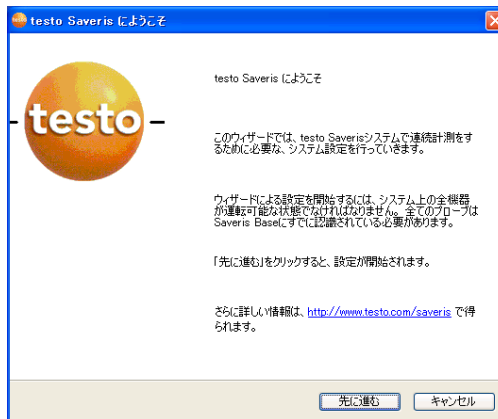 testo Saveris にようこそ
testo
testo Saveris にようこそ
このウィザードでは、testo Saverisシステムで連続計測をす
るために必要な、システム設定を行っていきます。
ウィザードによる設定を開始するには、システム上の全機器
が運転可能な状態でなければなりません。全てのプローブは
Saveris Baseにすでに認識されている必要があります。
「先に進む」をクリックすると、設定が開始されます。
さらに詳しい情報は、http://www.testo.com/saveris で得
られます。
先に進む
キャンセル